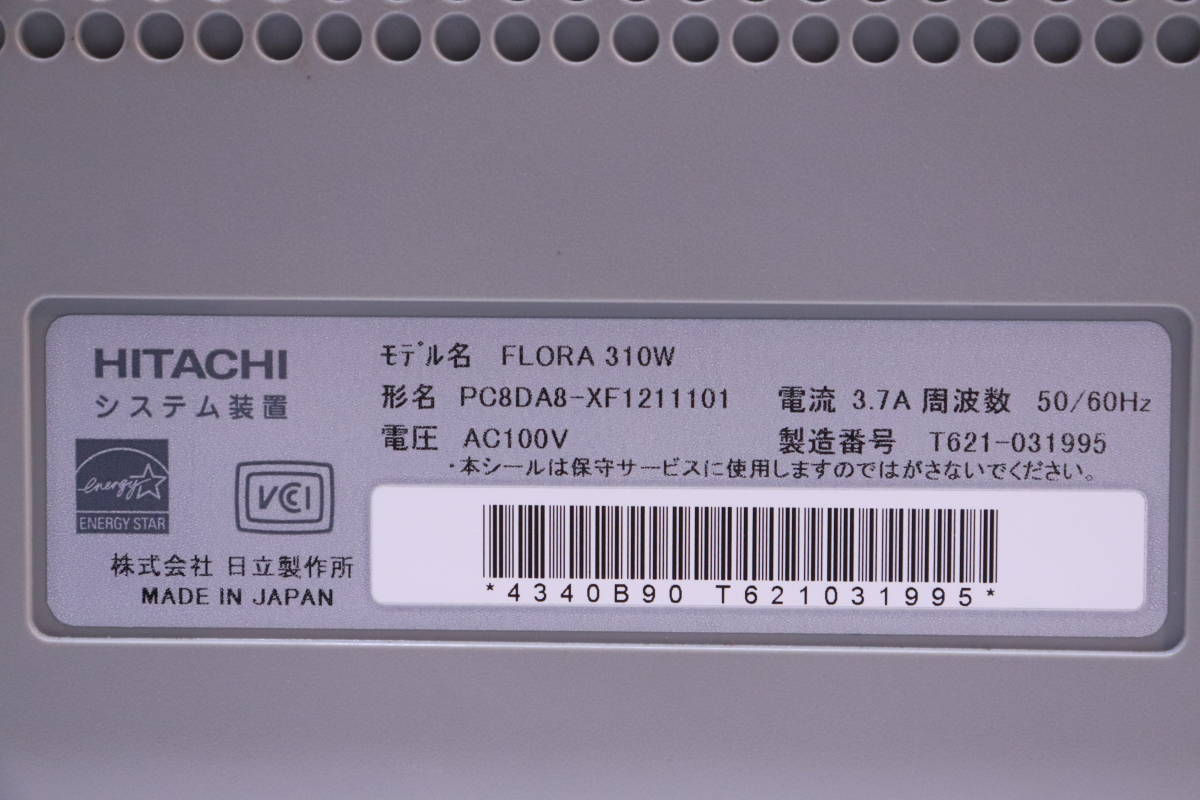 HITACHI
システム装置
モデル名 FLORA 310W
形名 PC8DA8-XF1211101 電流 3.7A 周波数 50/60Hz
電圧 AC100V 製造番号 T621-031995
・本シールは保守サービスに使用しますのではがさないでください。
energy
ENERGY STAR
VCCI
株式会社 日立製作所
MADE IN JAPAN
*4340B90 T621031995*